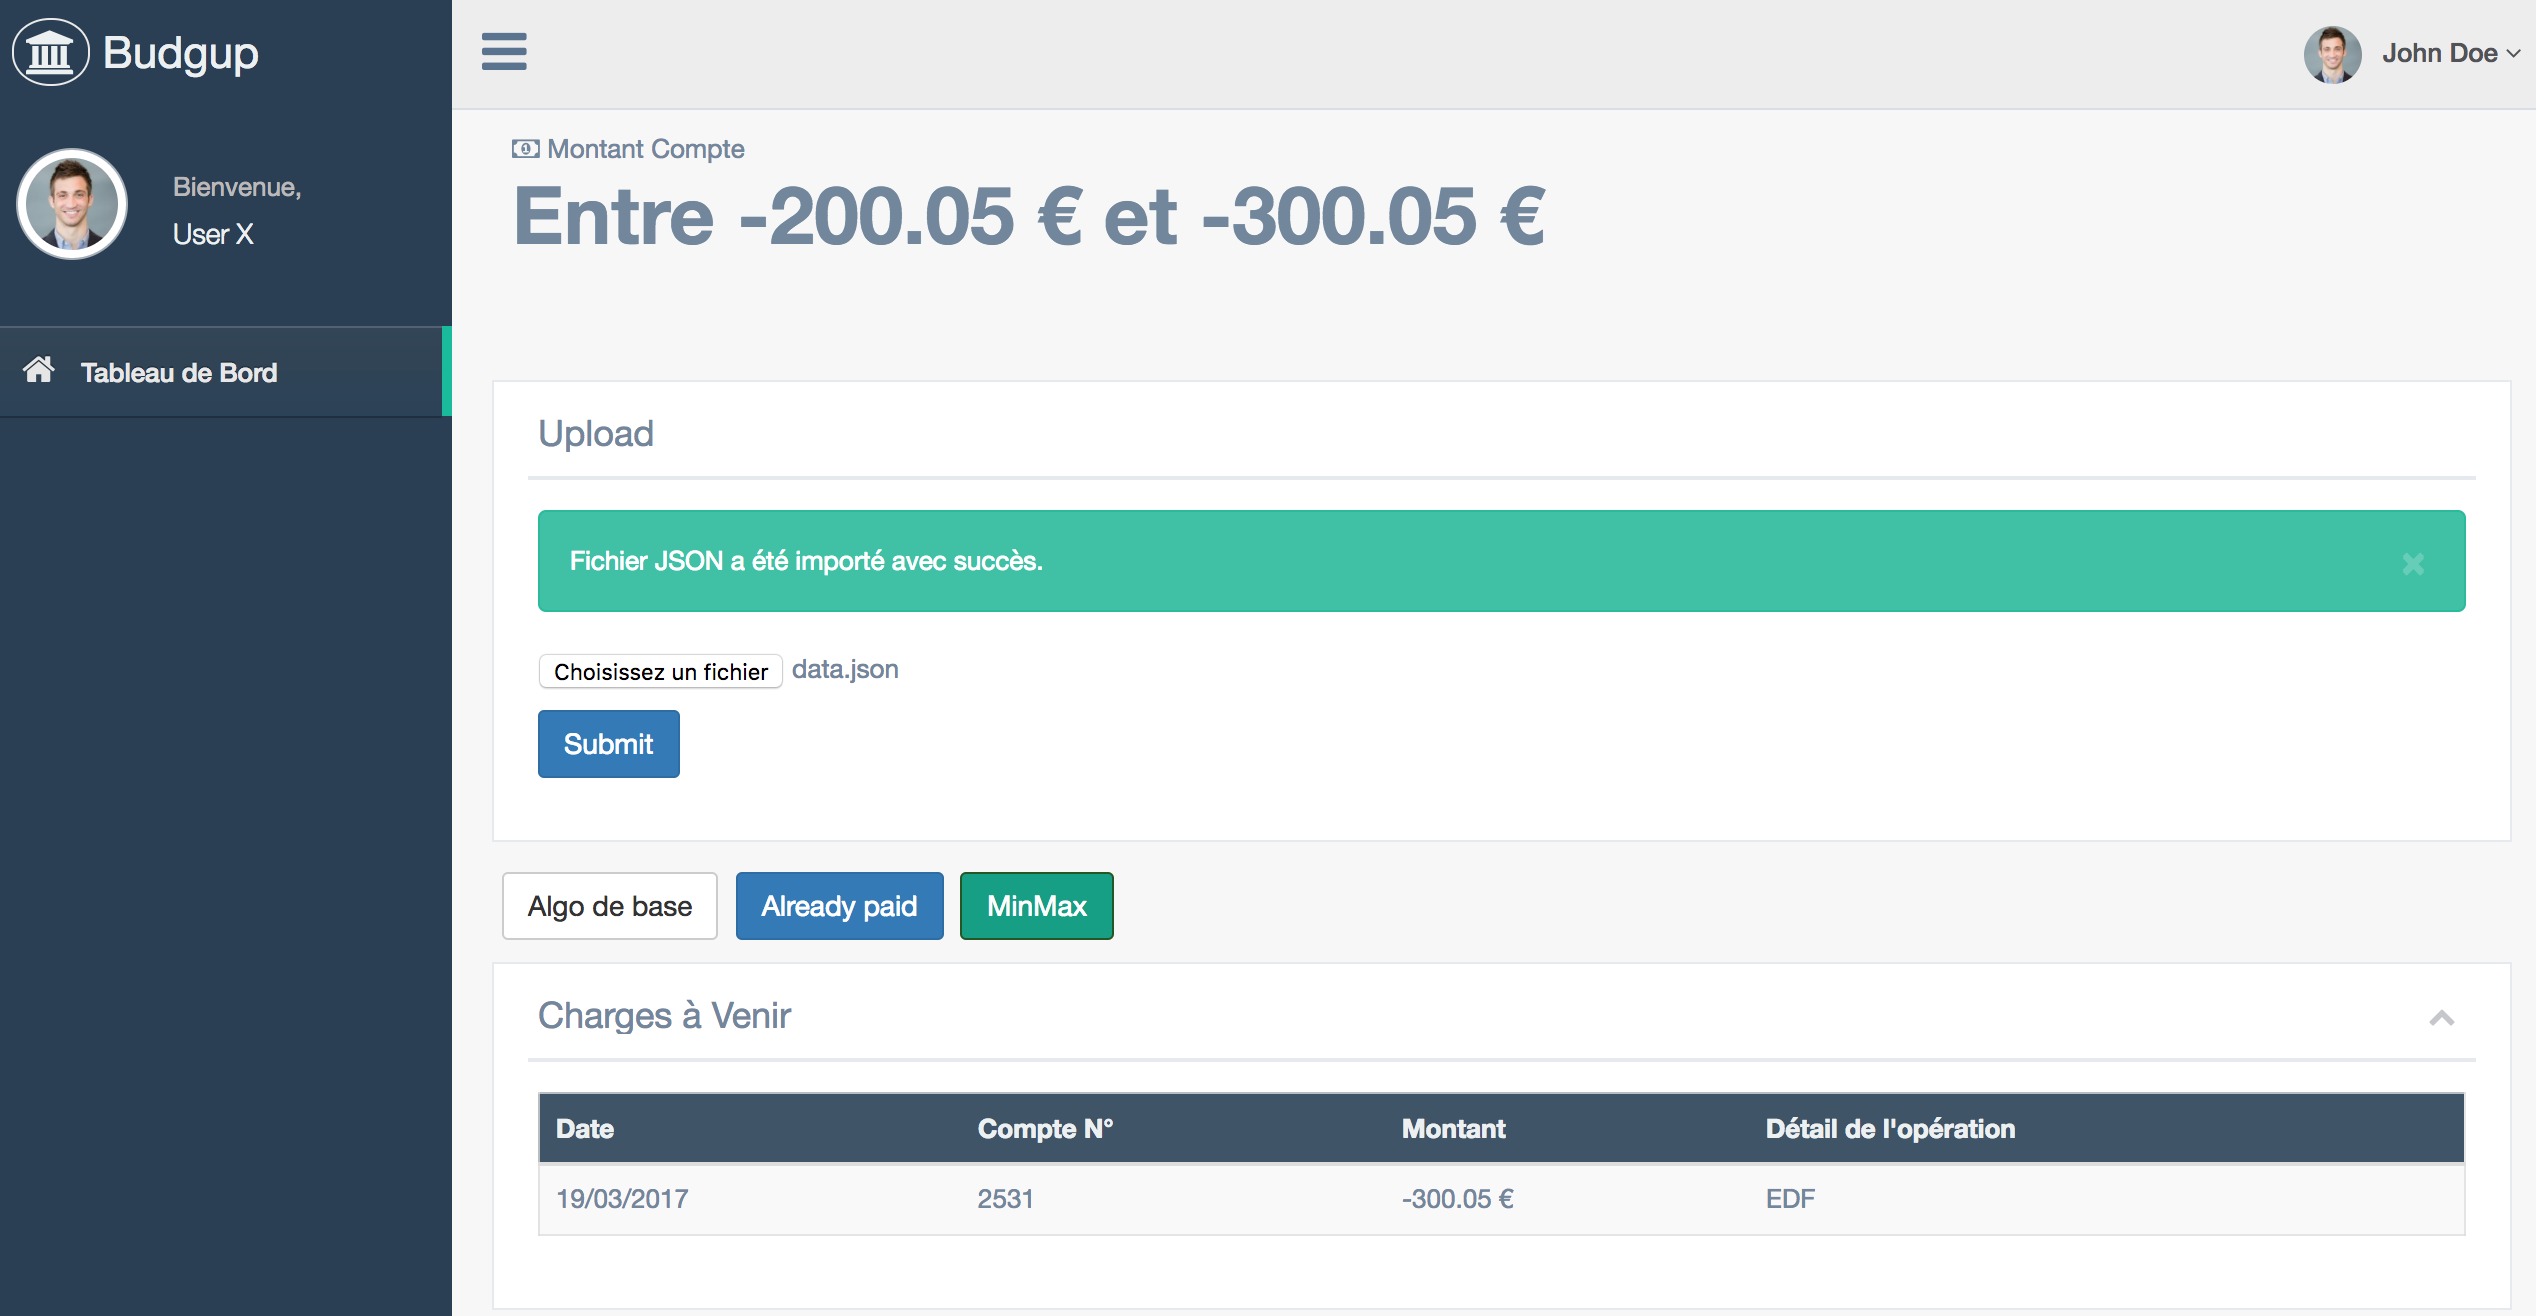 Budgup
John Doe
Bienvenue,
User X
Tableau de Bord
Montant Compte
Entre -200.05 € et -300.05 €
Upload
Fichier JSON a été importé avec succès.
Choisissez un fichier data.json
Submit
Algo de base Already paid MinMax
Charges à Venir
Date Compte N° Montant Détail de l'opération
19/03/2017 2531 -300.05 € EDF